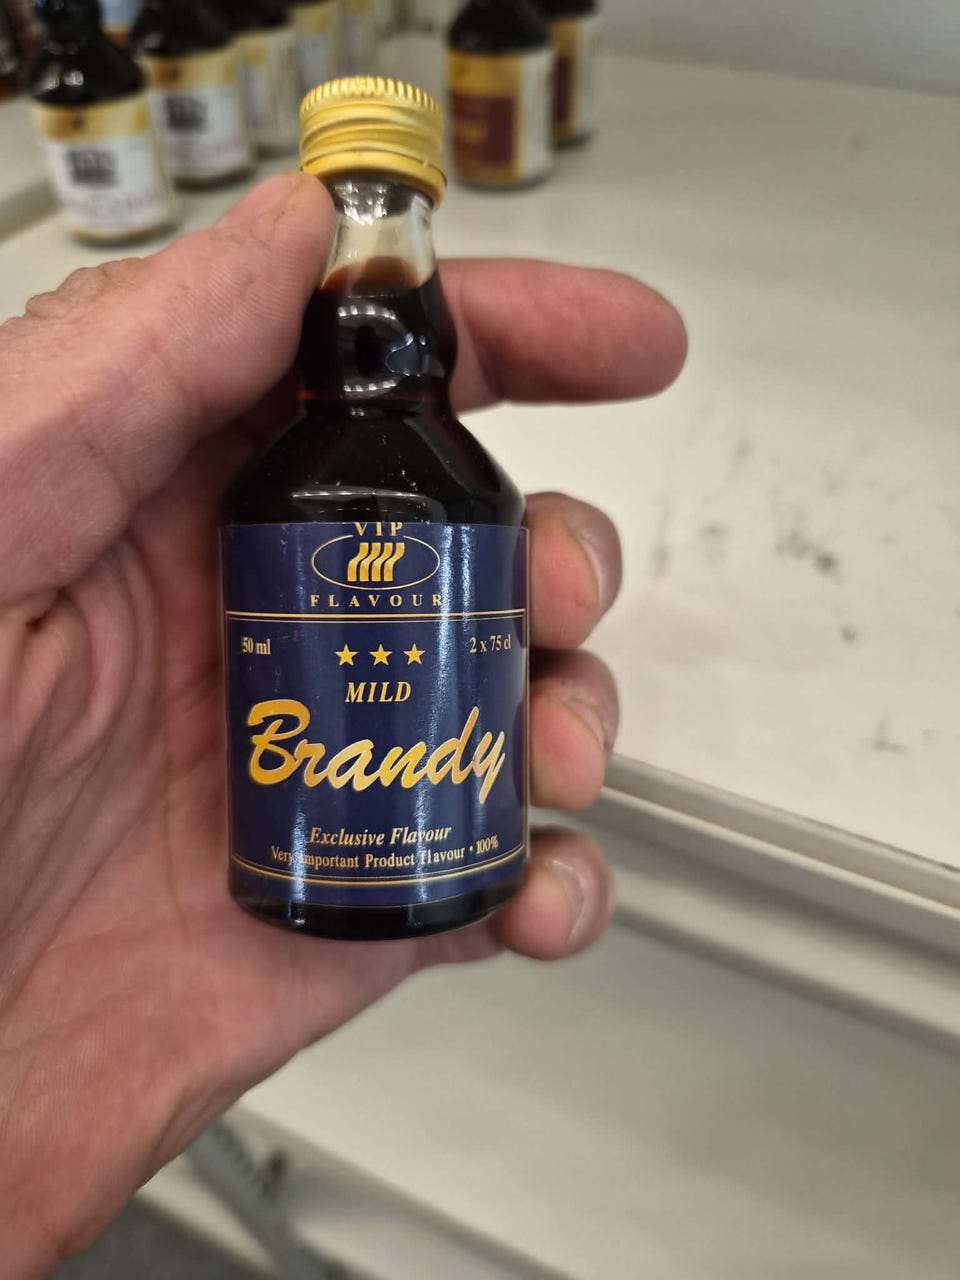 VIP
FLAVOUR
50 ml
2 x 75 cl
MILD
Brandy
Exclusive Flavour
Very important Product flavour • 100%